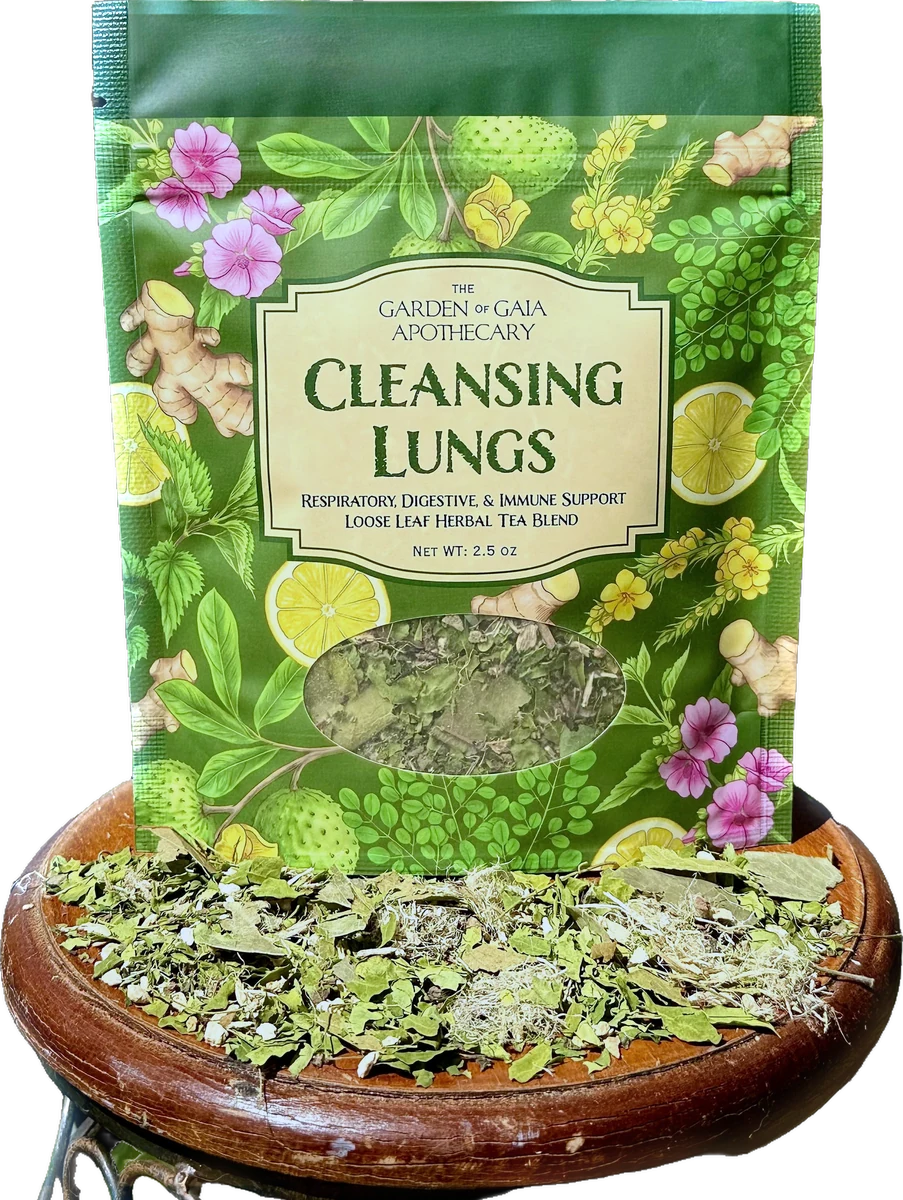 THE
GARDEN OF GAIA
APOTHECARY
CLEANSING
LUNGS
RESPIRATORY, DIGESTIVE, & IMMUNE SUPPORT
LOOSE LEAF HERBAL TEA BLEND
NET WT: 2.5 OZ